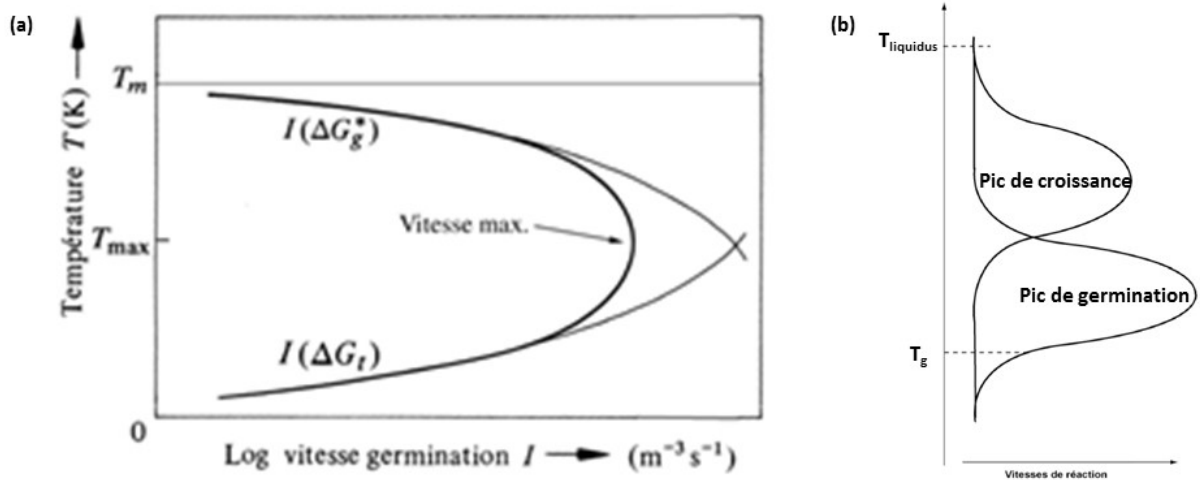 (a)
Température T(K)
T_m
I(ΔG*_g)
Vitesse max.
T_max
I(ΔG_t)
0
Log vitesse germination I (m⁻³ s⁻¹)
(b)
T_liquidus
Pic de croissance
Pic de germination
T_g
Vitesses de réaction